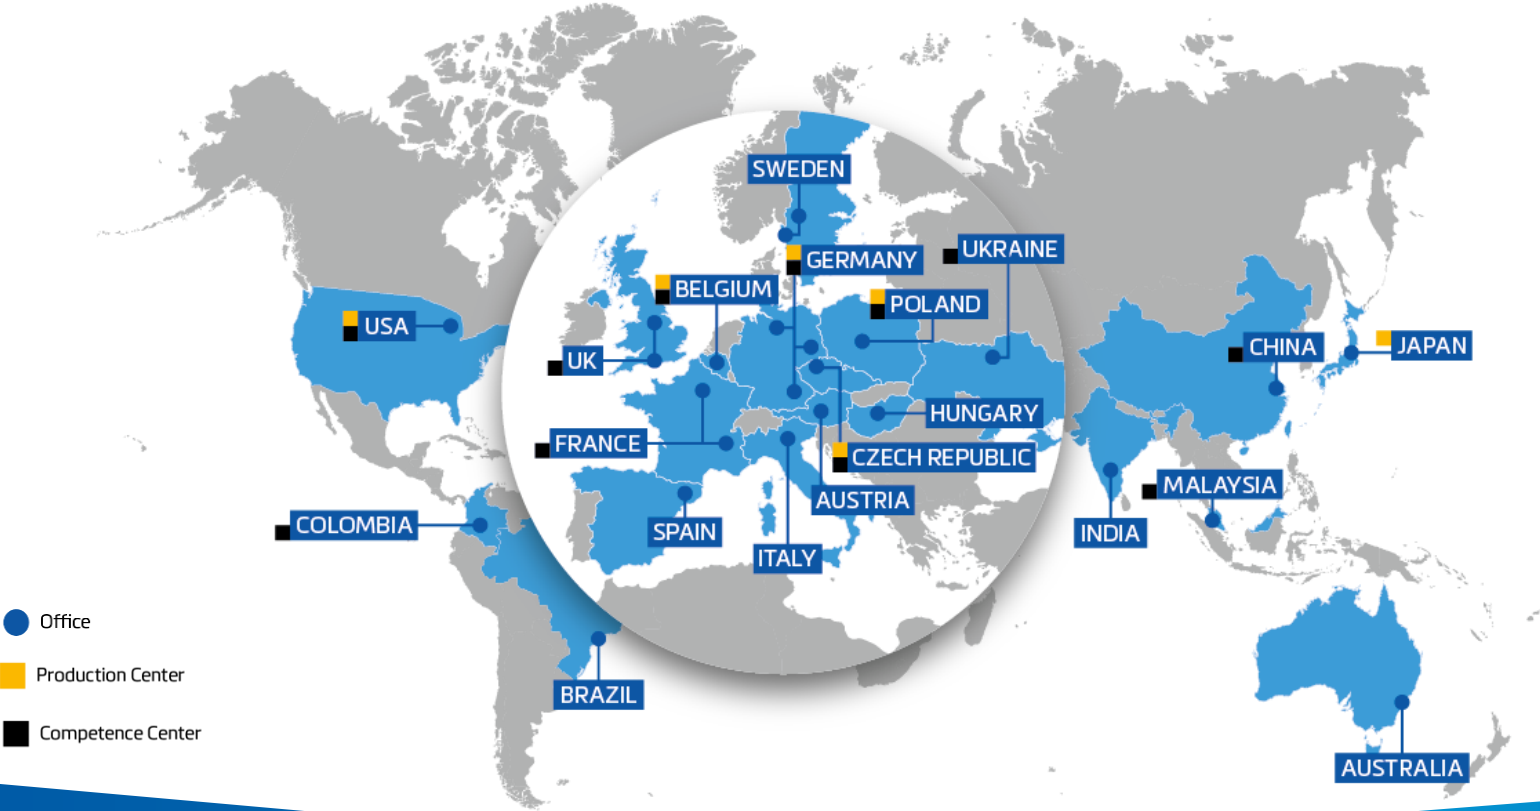 SWEDEN
UKRAINE
GERMANY
BELGIUM
POLAND
USA
UK
CHINA
JAPAN
HUNGARY
FRANCE
CZECH REPUBLIC
MALAYSIA
AUSTRIA
COLOMBIA
SPAIN
INDIA
ITALY
Office
Production Center
BRAZIL
Competence Center
AUSTRALIA